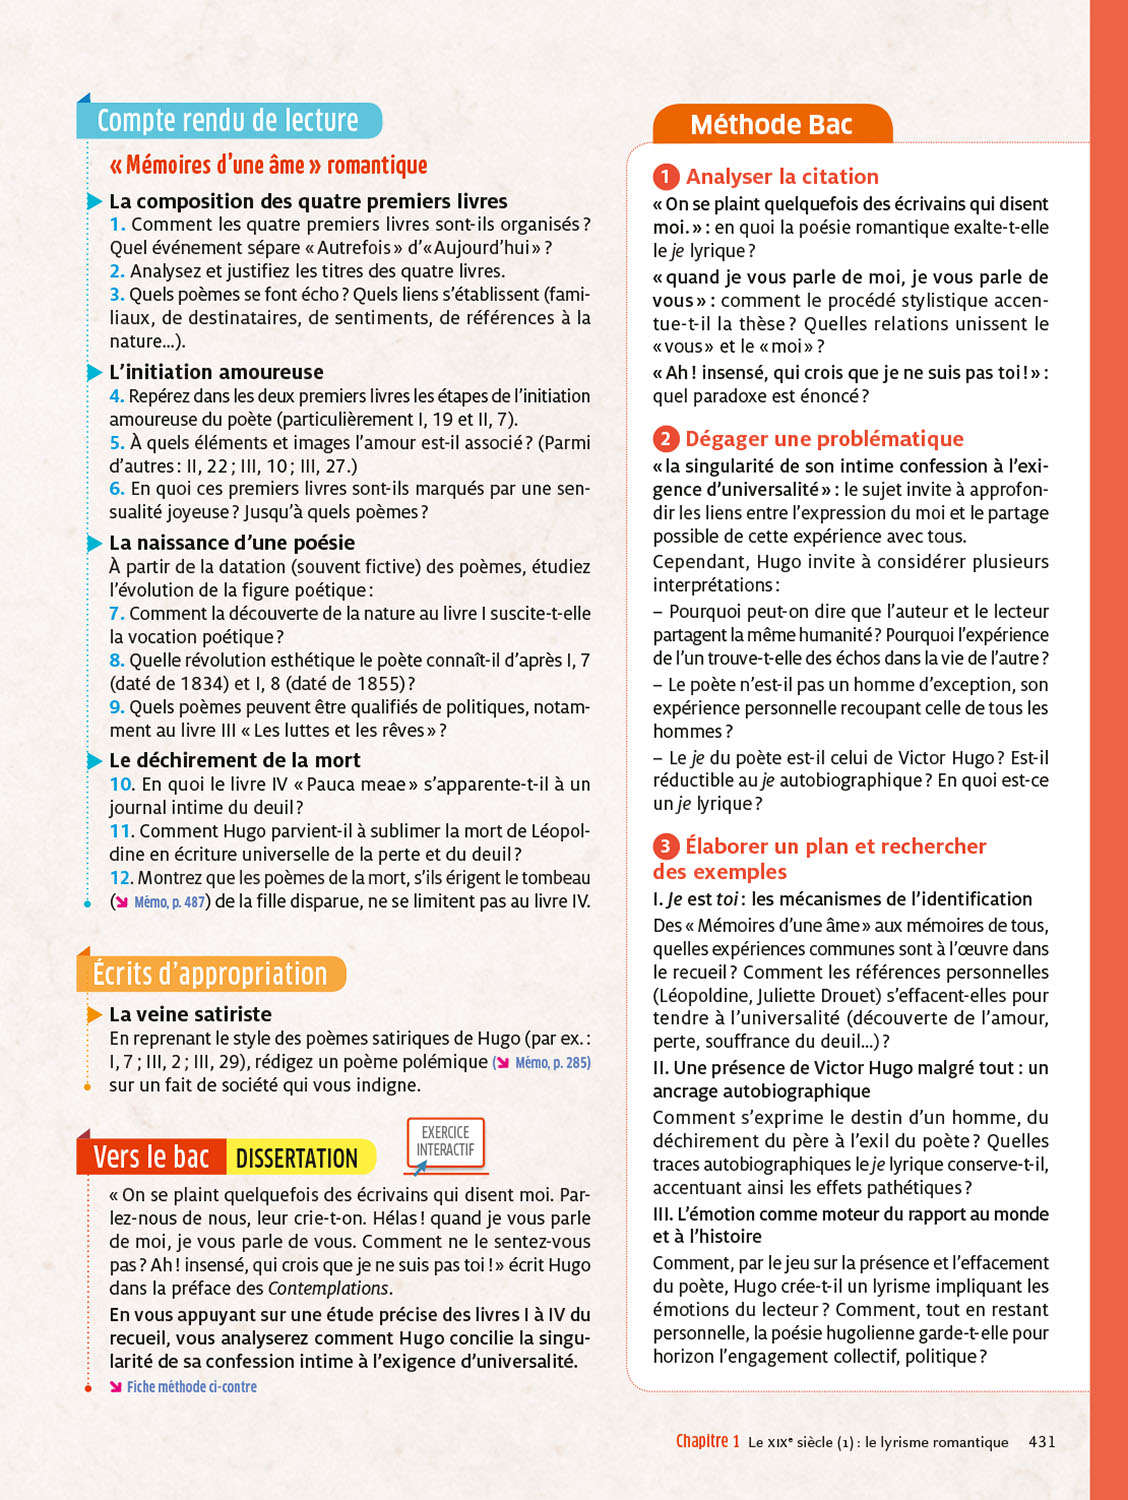 Compte rendu de lecture
« Mémoires d'une âme » romantique
La composition des quatre premiers livres
1. Comment les quatre premiers livres sont-ils organisés ?
Quel événement sépare « Autrefois » d'« Aujourd'hui » ?
2. Analysez et justifiez les titres des quatre livres.
3. Quels poèmes se font écho ? Quels liens s'établissent (fami-
liaux, de destinataires, de sentiments, de références à la
nature…).
L'initiation amoureuse
4. Repérez dans les deux premiers livres les étapes de l'initiation
amoureuse du poète (particulièrement I, 19 et II, 7).
5. À quels éléments et images l'amour est-il associé ? (Parmi
d'autres : II, 22 ; III, 10 ; III, 27.)
6. En quoi ces premiers livres sont-ils marqués par une sen-
sualité joyeuse ? Jusqu'à quels poèmes ?
La naissance d'une poésie
À partir de la datation (souvent fictive) des poèmes, étudiez
l'évolution de la figure poétique :
7. Comment la découverte de la nature au livre I suscite-t-elle
la vocation poétique ?
8. Quelle révolution esthétique le poète connaît-il d'après I, 7
(daté de 1834) et I, 8 (daté de 1855) ?
9. Quels poèmes peuvent être qualifiés de politiques, notam-
ment au livre III « Les luttes et les rêves » ?
Le déchirement de la mort
10. En quoi le livre IV « Pauca meae » s'apparente-t-il à un
journal intime du deuil ?
11. Comment Hugo parvient-il à sublimer la mort de Léopol-
dine en écriture universelle de la perte et du deuil ?
12. Montrez que les poèmes de la mort, s'ils érigent le tombeau
(Mémo, p. 487) de la fille disparue, ne se limitent pas au livre IV.
Écrits d'appropriation
La veine satiriste
En reprenant le style des poèmes satiriques de Hugo (par ex. :
I, 7 ; III, 2 ; III, 29), rédigez un poème polémique (Mémo, p. 285)
sur un fait de société qui vous indigne.
Vers le bac DISSERTATION
EXERCICE
INTERACTIF
« On se plaint quelquefois des écrivains qui disent moi. Par-
lez-nous de nous, leur crie-t-on. Hélas ! quand je vous parle
de moi, je vous parle de vous. Comment ne le sentez-vous
pas ? Ah ! insensé, qui crois que je ne suis pas toi ! » écrit Hugo
dans la préface des Contemplations.
En vous appuyant sur une étude précise des livres I à IV du
recueil, vous analyserez comment Hugo concilie la singu-
larité de sa confession intime à l'exigence d'universalité.
Fiche méthode ci-contre
Méthode Bac
1 Analyser la citation
« On se plaint quelquefois des écrivains qui disent
moi. » : en quoi la poésie romantique exalte-t-elle
le je lyrique ?
« quand je vous parle de moi, je vous parle de
vous » : comment le procédé stylistique accen-
tue-t-il la thèse ? Quelles relations unissent le
« vous » et le « moi » ?
« Ah ! insensé, qui crois que je ne suis pas toi ! » :
quel paradoxe est énoncé ?
2 Dégager une problématique
« la singularité de son intime confession à l'exi-
gence d'universalité » : le sujet invite à approfon-
dir les liens entre l'expression du moi et le partage
possible de cette expérience avec tous.
Cependant, Hugo invite à considérer plusieurs
interprétations :
– Pourquoi peut-on dire que l'auteur et le lecteur
partagent la même humanité ? Pourquoi l'expérience
de l'un trouve-t-elle des échos dans la vie de l'autre ?
– Le poète n'est-il pas un homme d'exception, son
expérience personnelle recoupant celle de tous les
hommes ?
– Le je du poète est-il celui de Victor Hugo ? Est-il
réductible au je autobiographique ? En quoi est-ce
un je lyrique ?
3 Élaborer un plan et rechercher
des exemples
I. Je est toi : les mécanismes de l'identification
Des « Mémoires d'une âme » aux mémoires de tous,
quelles expériences communes sont à l'œuvre dans
le recueil ? Comment les références personnelles
(Léopoldine, Juliette Drouet) s'effacent-elles pour
tendre à l'universalité (découverte de l'amour,
perte, souffrance du deuil…) ?
II. Une présence de Victor Hugo malgré tout : un
ancrage autobiographique
Comment s'exprime le destin d'un homme, du
déchirement du père à l'exil du poète ? Quelles
traces autobiographiques le je lyrique conserve-t-il,
accentuant ainsi les effets pathétiques ?
III. L'émotion comme moteur du rapport au monde
et à l'histoire
Comment, par le jeu sur la présence et l'effacement
du poète, Hugo crée-t-il un lyrisme impliquant les
émotions du lecteur ? Comment, tout en restant
personnelle, la poésie hugolienne garde-t-elle pour
horizon l'engagement collectif, politique ?
Chapitre 1 Le XIXe siècle (1) : le lyrisme romantique 431